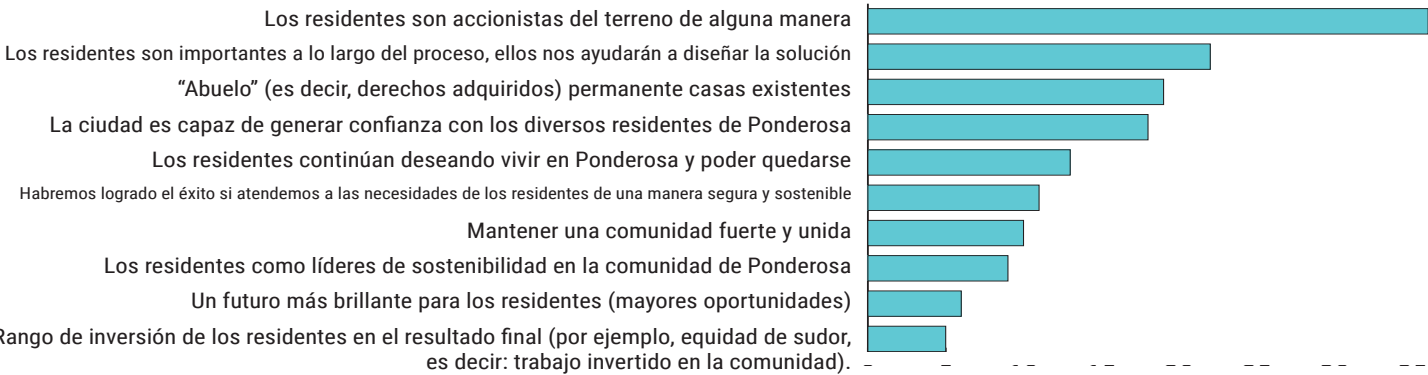 Los residentes son accionistas del terreno de alguna manera
Los residentes son importantes a lo largo del proceso, ellos nos ayudarán a diseñar la solución
“Abuelo” (es decir, derechos adquiridos) permanente casas existentes
La ciudad es capaz de generar confianza con los diversos residentes de Ponderosa
Los residentes continúan deseando vivir en Ponderosa y poder quedarse
Habremos logrado el éxito si atendemos a las necesidades de los residentes de una manera segura y sostenible
Mantener una comunidad fuerte y unida
Los residentes como líderes de sostenibilidad en la comunidad de Ponderosa
Un futuro más brillante para los residentes (mayores oportunidades)
Rango de inversión de los residentes en el resultado final (por ejemplo, equidad de sudor,
es decir: trabajo invertido en la comunidad).